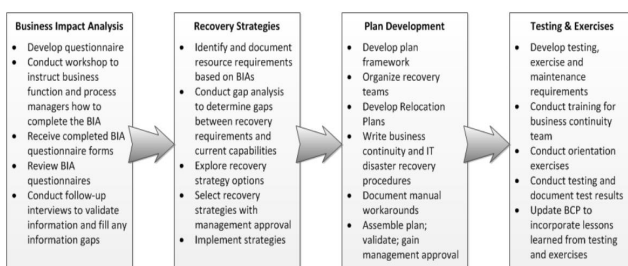 Business Impact Analysis
• Develop questionnaire
• Conduct workshop to
instruct business
function and process
managers how to
complete the BIA
• Receive completed BIA
questionnaire forms
• Review BIA
questionnaires
• Conduct follow-up
interviews to validate
information and fill any
information gaps
Recovery Strategies
• Identify and document
resource requirements
based on BIAs
• Conduct gap analysis
to determine gaps
between recovery
requirements and
current capabilities
• Explore recovery
strategy options
• Select recovery
strategies with
management approval
• Implement strategies
Plan Development
• Develop plan
framework
• Organize recovery
teams
• Develop Relocation
Plans
• Write business
continuity and IT
disaster recovery
procedures
• Document manual
workarounds
• Assemble plan;
validate; gain
management approval
Testing & Exercises
• Develop testing,
exercise and
maintenance
requirements
• Conduct training for
business continuity
team
• Conduct orientation
exercises
• Conduct testing and
document test results
• Update BCP to
incorporate lessons
learned from testing
and exercises